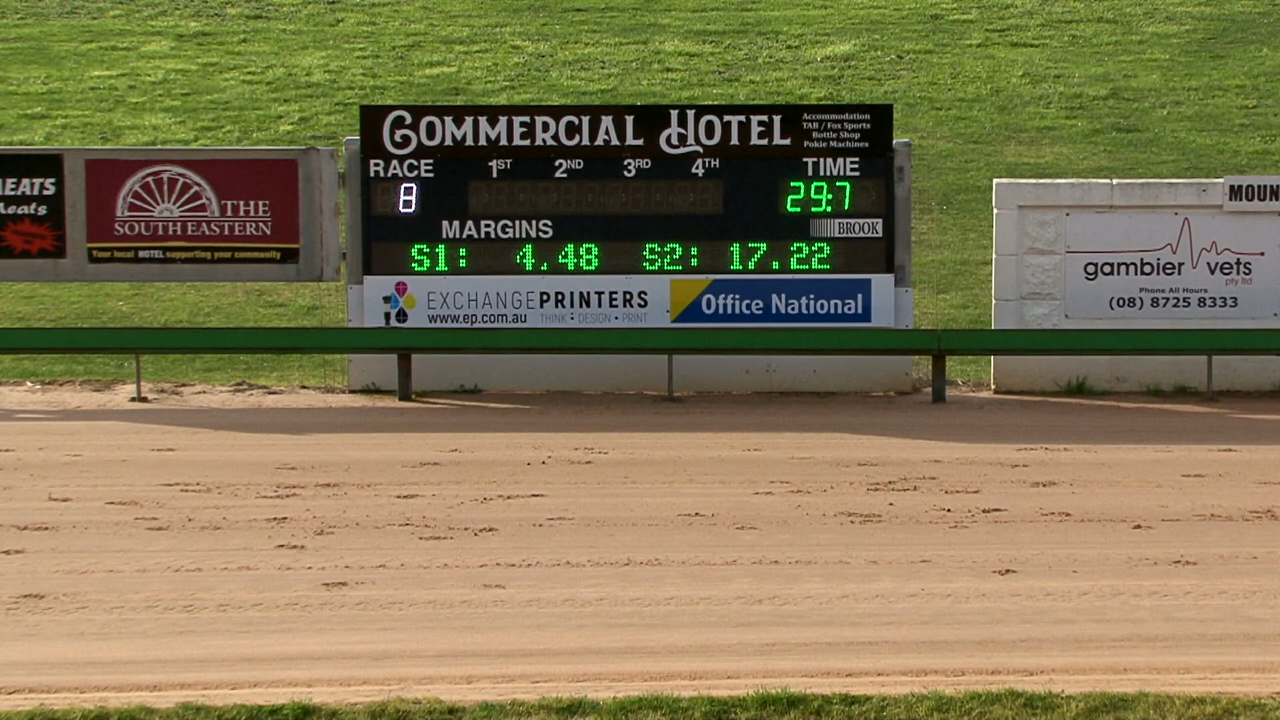 COMMERCIAL HOTEL
Accommodation
TAB / Fox Sports
Bottle Shop
Pokie Machines
RACE 1ST 2ND 3RD 4TH TIME
8 29:7
MARGINS BROOK
S1: 4.48 S2: 17.22
EXCHANGEPRINTERS
www.ep.com.au THINK : DESIGN • PRINT
Office National
EATS
Meats
THE
SOUTH EASTERN
Your local HOTEL supporting your community
MOUN
gambier vets
pty ltd
Phone All Hours
(08) 8725 8333